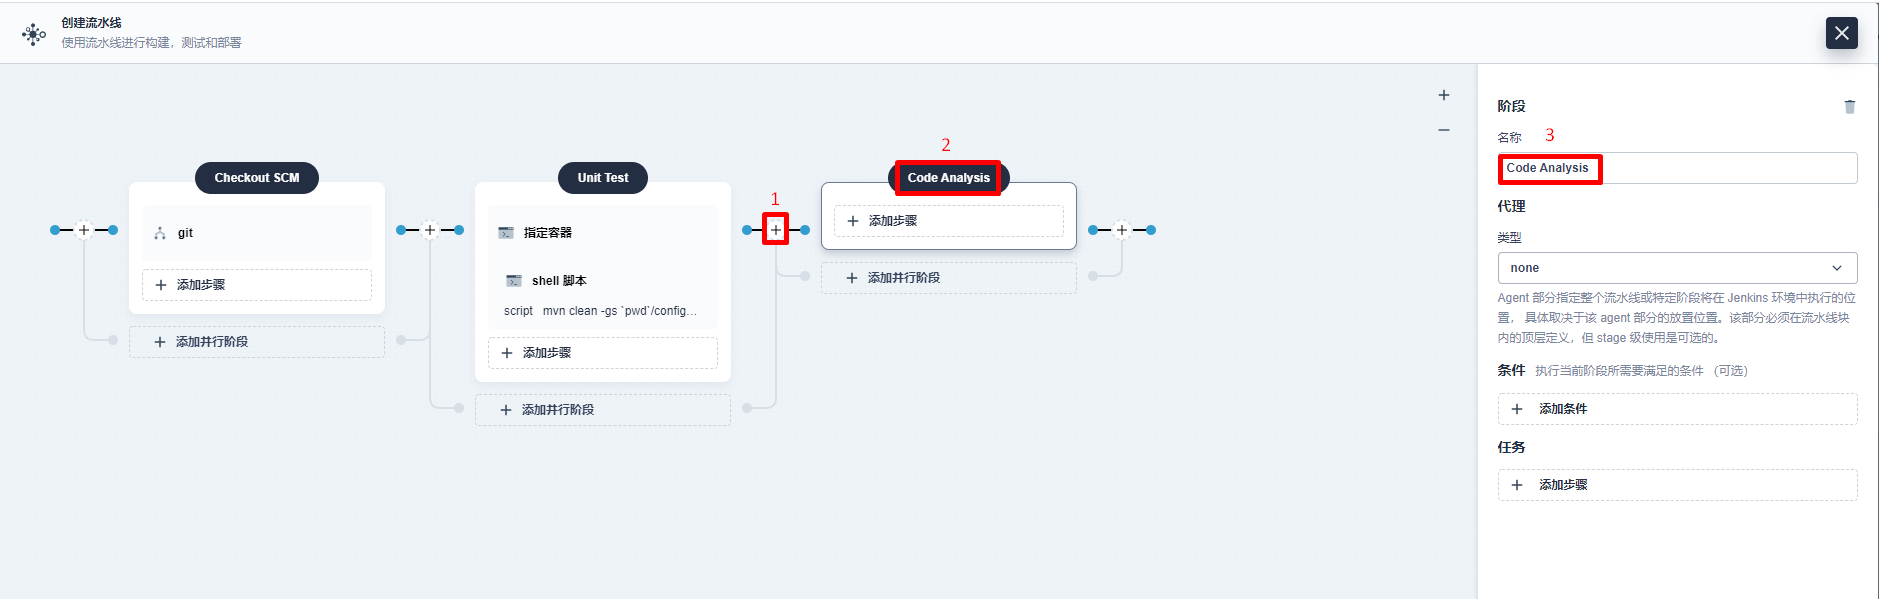 创建流水线
使用流水线进行构建，测试和部署
Checkout SCM
git
添加步骤
添加并行阶段
Unit Test
指定容器
shell 脚本
script mvn clean -gs `pwd`/config...
添加步骤
添加并行阶段
1
2
Code Analysis
添加步骤
添加并行阶段
阶段
名称
3
Code Analysis
代理
类型
none
Agent 部分指定整个流水线或特定阶段将在 Jenkins 环境中执行的位
置， 具体取决于该 agent 部分的放置位置。该部分必须在流水线块
内的顶层定义，但 stage 级使用是可选的。
条件 执行当前阶段所需要满足的条件 （可选）
添加条件
任务
添加步骤